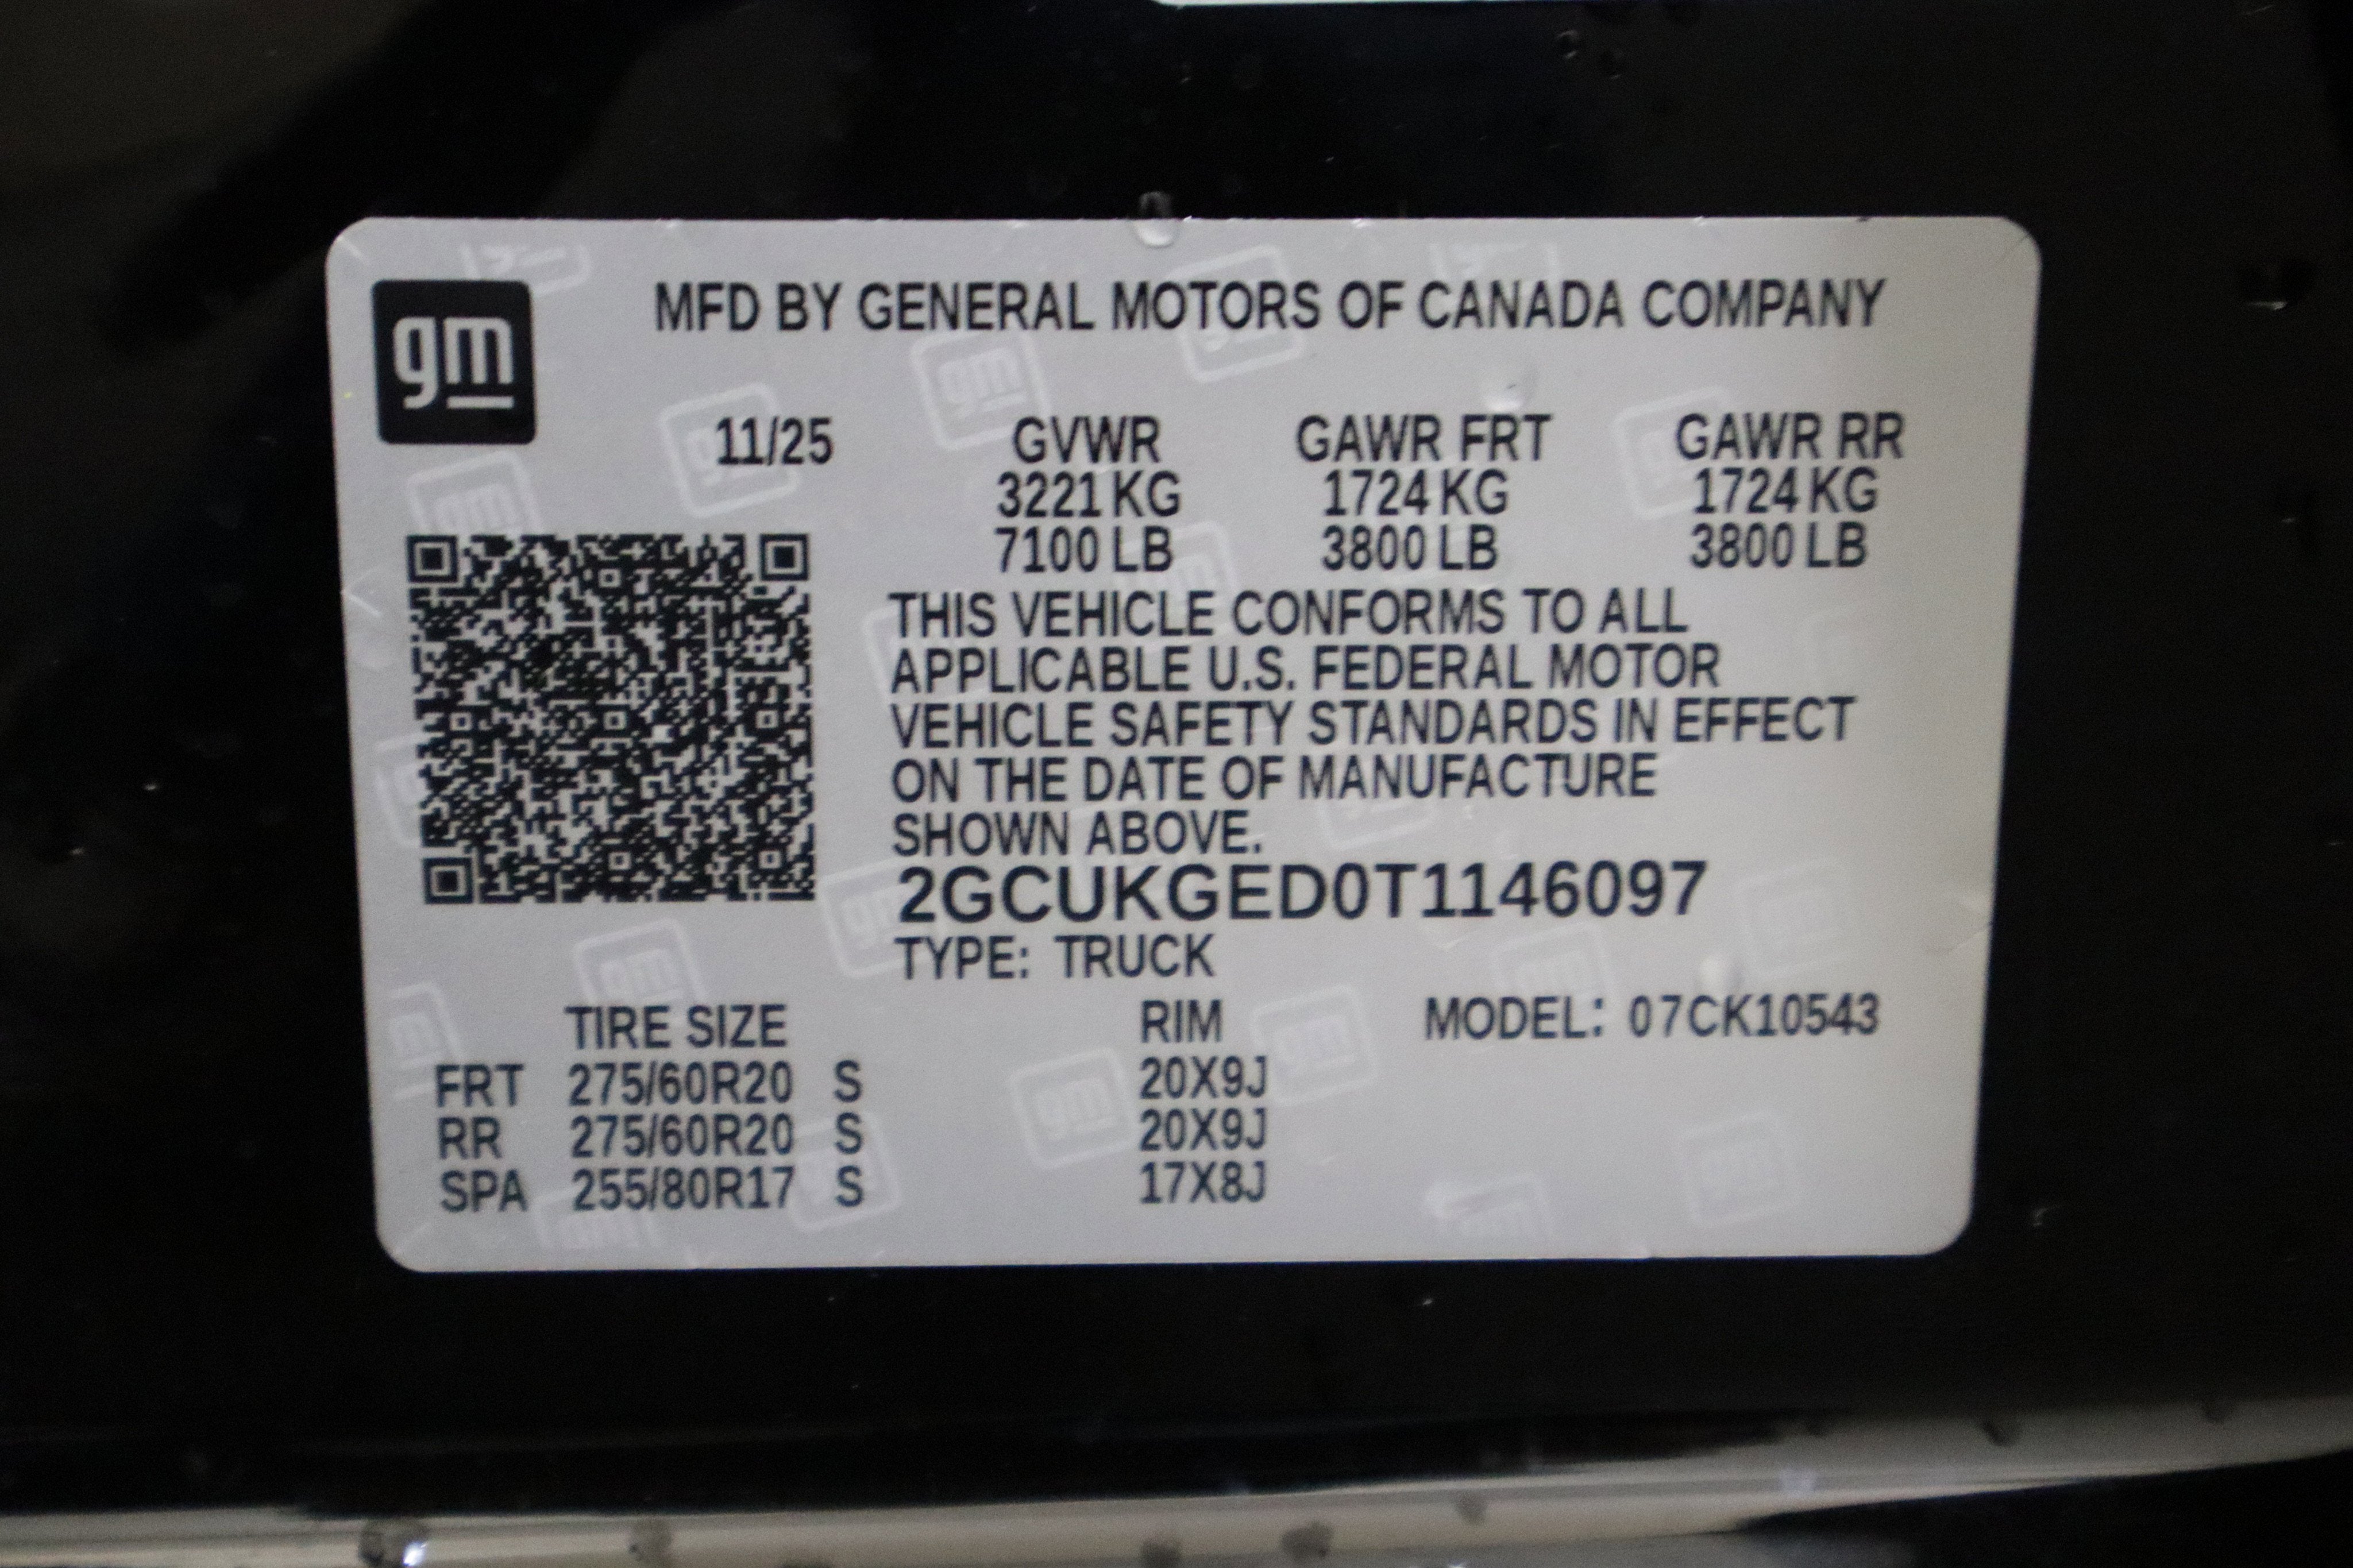 gm
MFD BY GENERAL MOTORS OF CANADA COMPANY
11/25 GVWR GAWR FRT GAWR RR
3221 KG 1724 KG 1724 KG
7100 LB 3800 LB 3800 LB
THIS VEHICLE CONFORMS TO ALL
APPLICABLE U.S. FEDERAL MOTOR
VEHICLE SAFETY STANDARDS IN EFFECT
ON THE DATE OF MANUFACTURE
SHOWN ABOVE.
2GCUKGED0T1146097
TYPE: TRUCK
TIRE SIZE RIM MODEL: 07CK10543
FRT 275/60R20 S 20X9J
RR 275/60R20 S 20X9J
SPA 255/80R17 S 17X8J